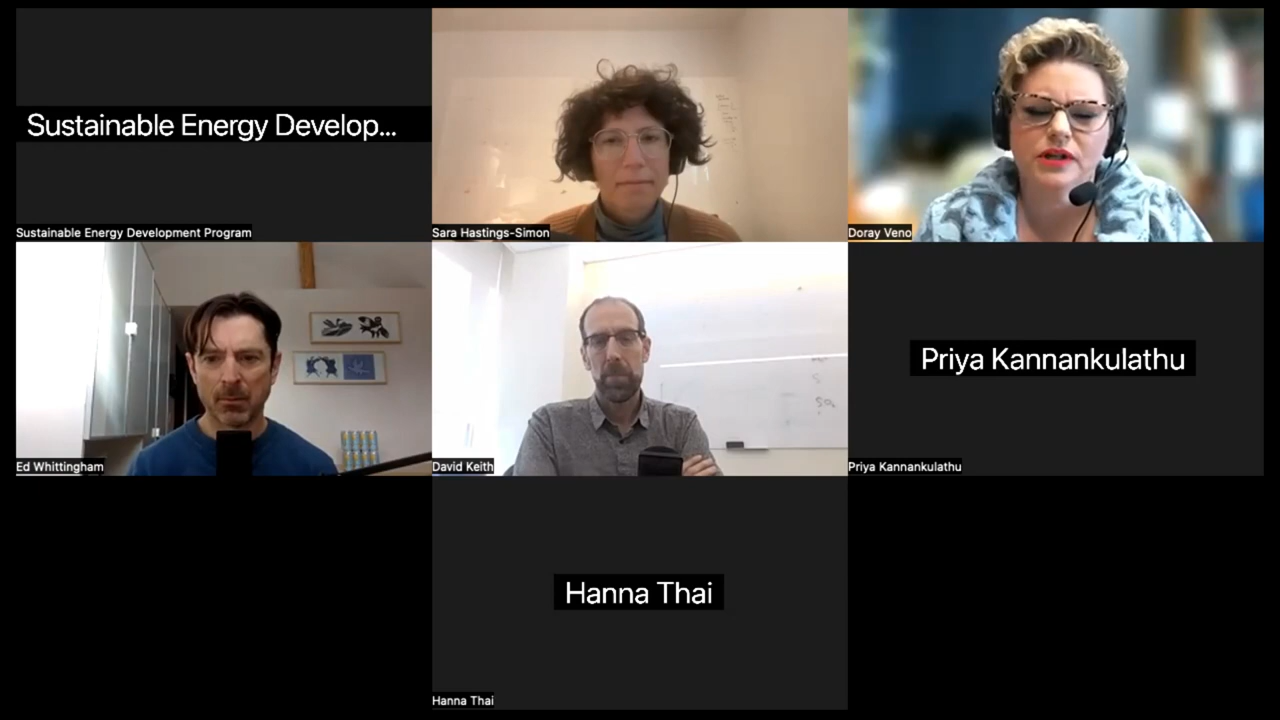 Sustainable Energy Develop...
Sustainable Energy Development Program
Sara Hastings-Simon
Doray Veno
Ed Whittingham
David Keith
Priya Kannankulathu
Priya Kannankulathu
Hanna Thai
Hanna Thai